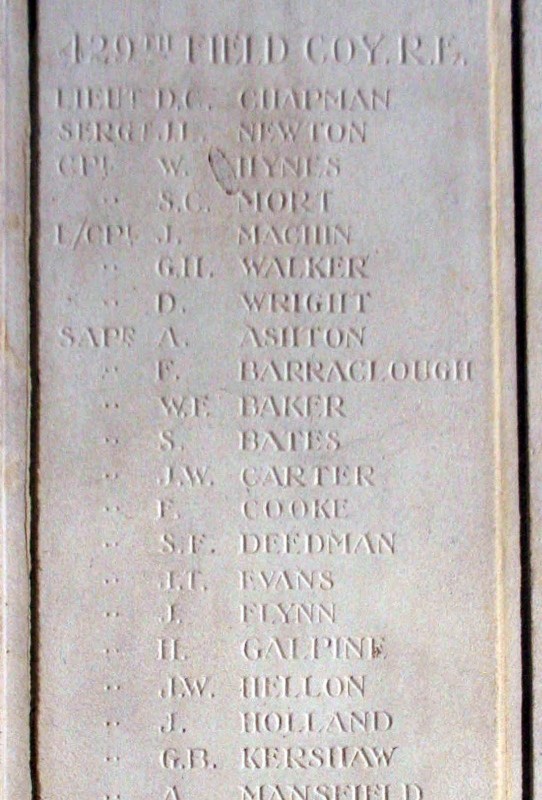 429TH FIELD COY. R.E.
LIEUT D.C. CHAPMAN
SERGT J.H. NEWTON
CPL W. HYNES
" " S.C. MORT
L/CPL J. MACHIN
" G.H. WALKER
" " D. WRIGHT
SAPR A. ASHTON
" F. BARRACLOUGH
" W.F. BAKER
" S. BATES
" J.W. CARTER
" F. COOKE
" S.F. DEEDMAN
" J.T. EVANS
" J. FLYNN
" H. GALPINE
" J.W. HELLON
" J. HOLLAND
" G.B. KERSHAW
" A. MANSFIELD